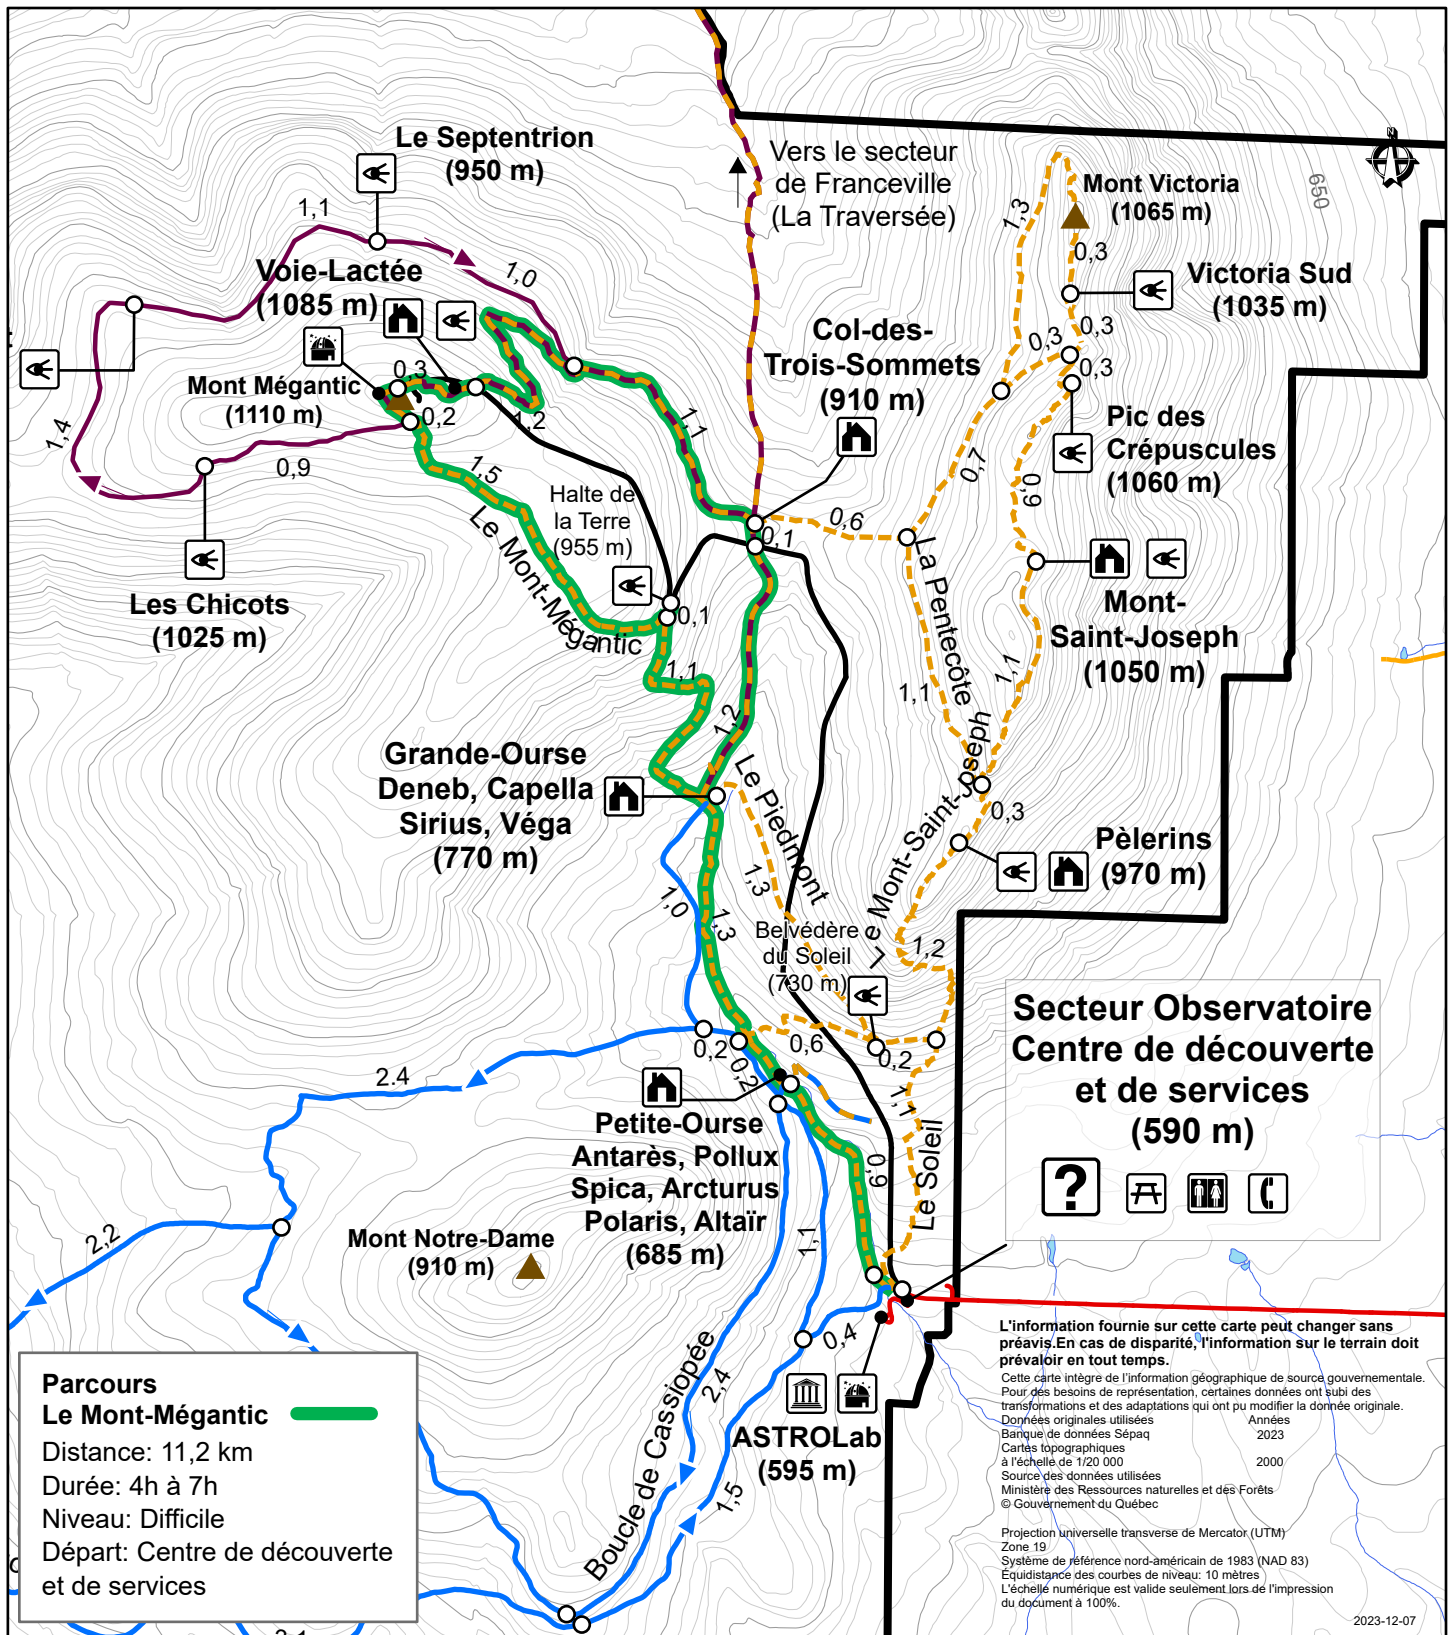 Le Septentrion
(950 m)
1,1
Voie-Lactée
(1085 m)
1,0
Mont Mégantic
(1110 m)
0,3
0,2
1,2
1,4
0,9
1,5
1,1
Les Chicots
(1025 m)
Halte de
la Terre
(955 m)
Le Mont-Mégantic
0,1
1,1
Vers le secteur
de Franceville
(La Traversée)
N
650
Mont Victoria
(1065 m)
1,3
0,3
Victoria Sud
(1035 m)
0,3
0,3
0,3
Col-des-
Trois-Sommets
(910 m)
Pic des
Crépuscules
(1060 m)
0,7
0,9
0,6
0,1
La Pentecôte
Mont-
Saint-Joseph
(1050 m)
1,1
1,1
1,2
Grande-Ourse
Deneb, Capella
Sirius, Véga
(770 m)
Le Piedmont
Le Mont-Saint-Joseph
0,3
Pèlerins
(970 m)
1,3
1,0
1,3
Belvédère
du Soleil
(730 m)
1,2
0,2
0,2
0,6
0,2
1,1
2.4
Le Soleil
Petite-Ourse
Antarès, Pollux
Spica, Arcturus
Polaris, Altaïr
(685 m)
0,9
1,1
2,2
Mont Notre-Dame
(910 m)
Secteur Observatoire
Centre de découverte
et de services
(590 m)
?
0,4
2,4
1,5
Boucle de Cassiopée
ASTROLab
(595 m)
Parcours
Le Mont-Mégantic
Distance: 11,2 km
Durée: 4h à 7h
Niveau: Difficile
Départ: Centre de découverte
et de services
L'information fournie sur cette carte peut changer sans
préavis.En cas de disparité, l'information sur le terrain doit
prévaloir en tout temps.
Cette carte intègre de l'information géographique de source gouvernementale.
Pour des besoins de représentation, certaines données ont subi des
transformations et des adaptations qui ont pu modifier la donnée originale.
Données originales utilisées Années
Banque de données Sépaq 2023
Cartes topographiques
à l'échelle de 1/20 000 2000
Source des données utilisées
Ministère des Ressources naturelles et des Forêts
© Gouvernement du Québec
Projection universelle transverse de Mercator (UTM)
Zone 19
Système de référence nord-américain de 1983 (NAD 83)
Équidistance des courbes de niveau: 10 mètres
L'échelle numérique est valide seulement lors de l'impression
du document à 100%.
2023-12-07